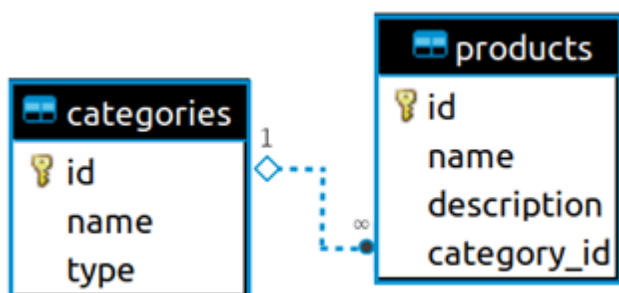 categories
id
name
type
1
∞
products
id
name
description
category_id